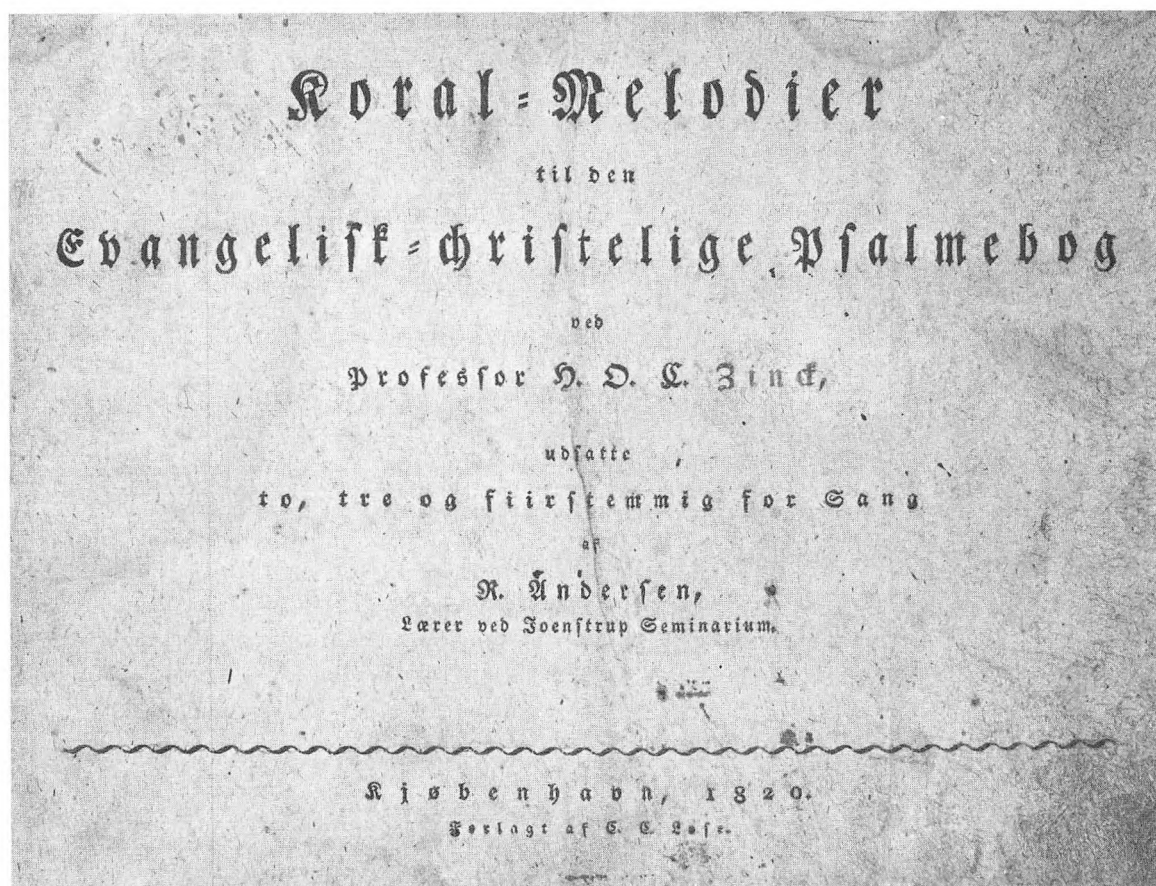 Koral-Melodier
til den
Evangelisk-christelige Psalmebog
ved
Professor H. O. C. Zinck,
udsatte
to, tre og fiirstemmig for Sang
af
R. Andersen,
Lærer ved Joenstrup Seminarium.
Kjøbenhavn, 1820.
Forlagt af C. C. Lose.